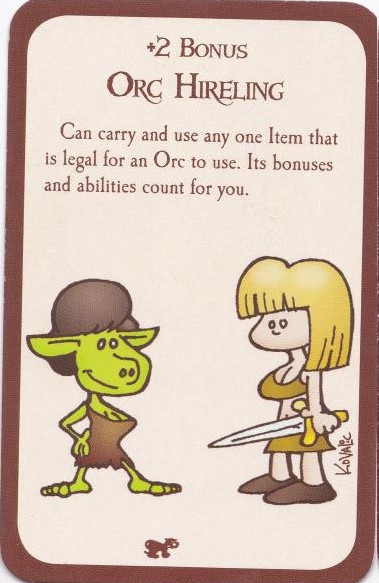 +2 Bonus
Orc Hireling
Can carry and use any one Item that
is legal for an Orc to use. Its bonuses
and abilities count for you.
Kovalic